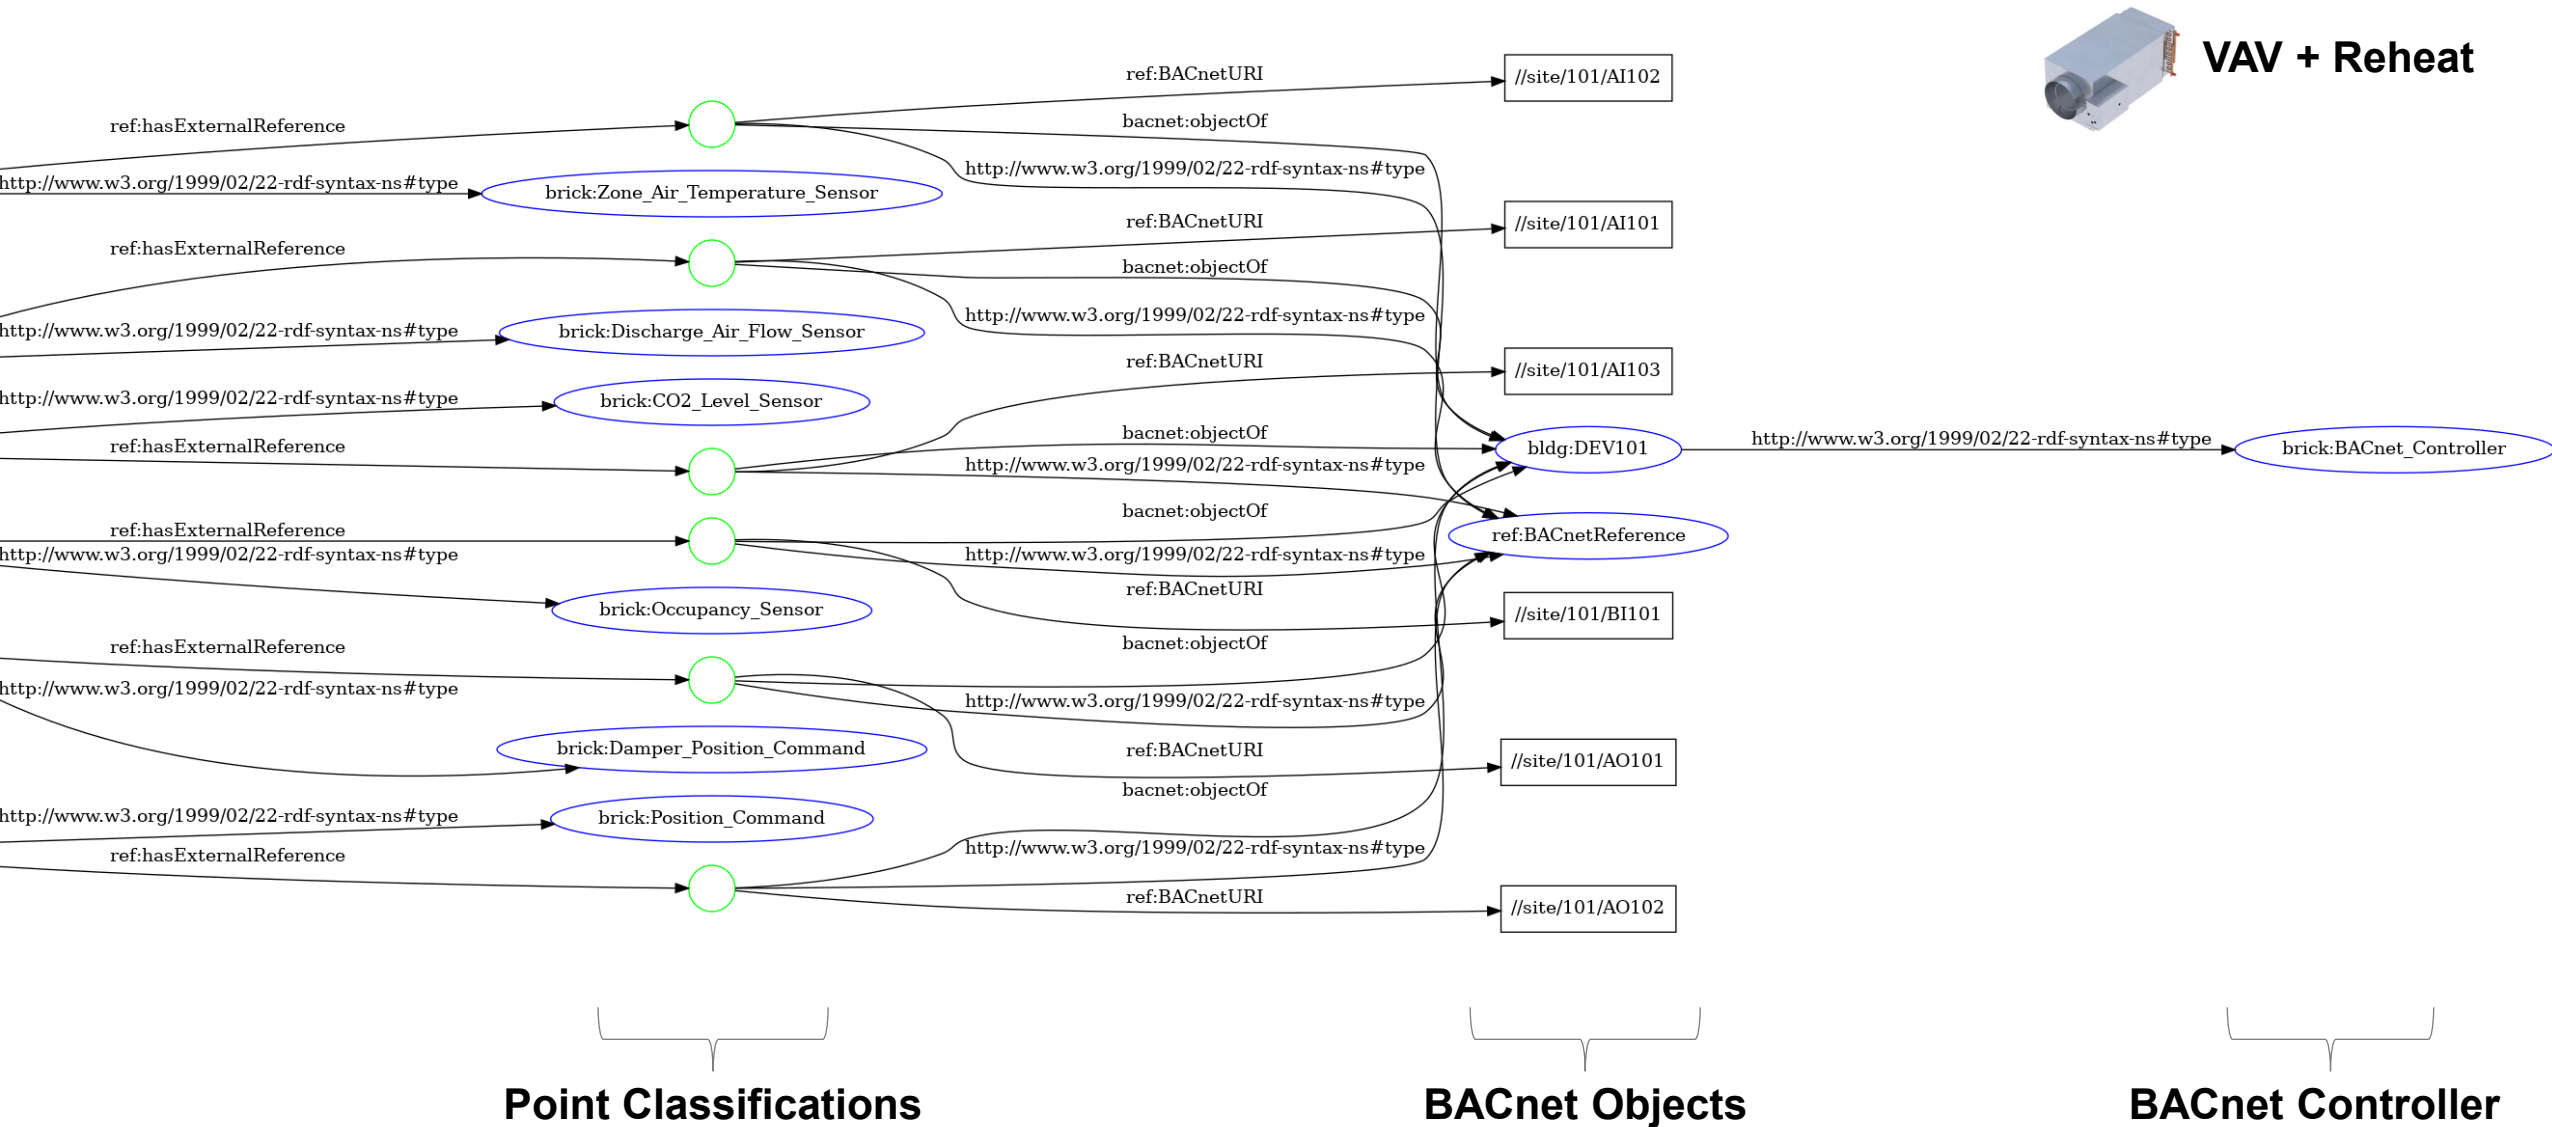 VAV + Reheat
ref:BACnetURI
//site/101/AI102
ref:hasExternalReference
bacnet:objectOf
http://www.w3.org/1999/02/22-rdf-syntax-ns#type
http://www.w3.org/1999/02/22-rdf-syntax-ns#type
brick:Zone_Air_Temperature_Sensor
ref:BACnetURI
//site/101/AI101
ref:hasExternalReference
bacnet:objectOf
http://www.w3.org/1999/02/22-rdf-syntax-ns#type
http://www.w3.org/1999/02/22-rdf-syntax-ns#type
brick:Discharge_Air_Flow_Sensor
ref:BACnetURI
//site/101/AI103
http://www.w3.org/1999/02/22-rdf-syntax-ns#type
brick:CO2_Level_Sensor
bacnet:objectOf
ref:hasExternalReference
bldg:DEV101
http://www.w3.org/1999/02/22-rdf-syntax-ns#type
brick:BACnet_Controller
http://www.w3.org/1999/02/22-rdf-syntax-ns#type
bacnet:objectOf
ref:hasExternalReference
ref:BACnetReference
http://www.w3.org/1999/02/22-rdf-syntax-ns#type
http://www.w3.org/1999/02/22-rdf-syntax-ns#type
ref:BACnetURI
brick:Occupancy_Sensor
//site/101/BI101
ref:hasExternalReference
bacnet:objectOf
http://www.w3.org/1999/02/22-rdf-syntax-ns#type
http://www.w3.org/1999/02/22-rdf-syntax-ns#type
brick:Damper_Position_Command
ref:BACnetURI
//site/101/AO101
bacnet:objectOf
http://www.w3.org/1999/02/22-rdf-syntax-ns#type
brick:Position_Command
ref:hasExternalReference
http://www.w3.org/1999/02/22-rdf-syntax-ns#type
ref:BACnetURI
//site/101/AO102
Point Classifications
BACnet Objects
BACnet Controller